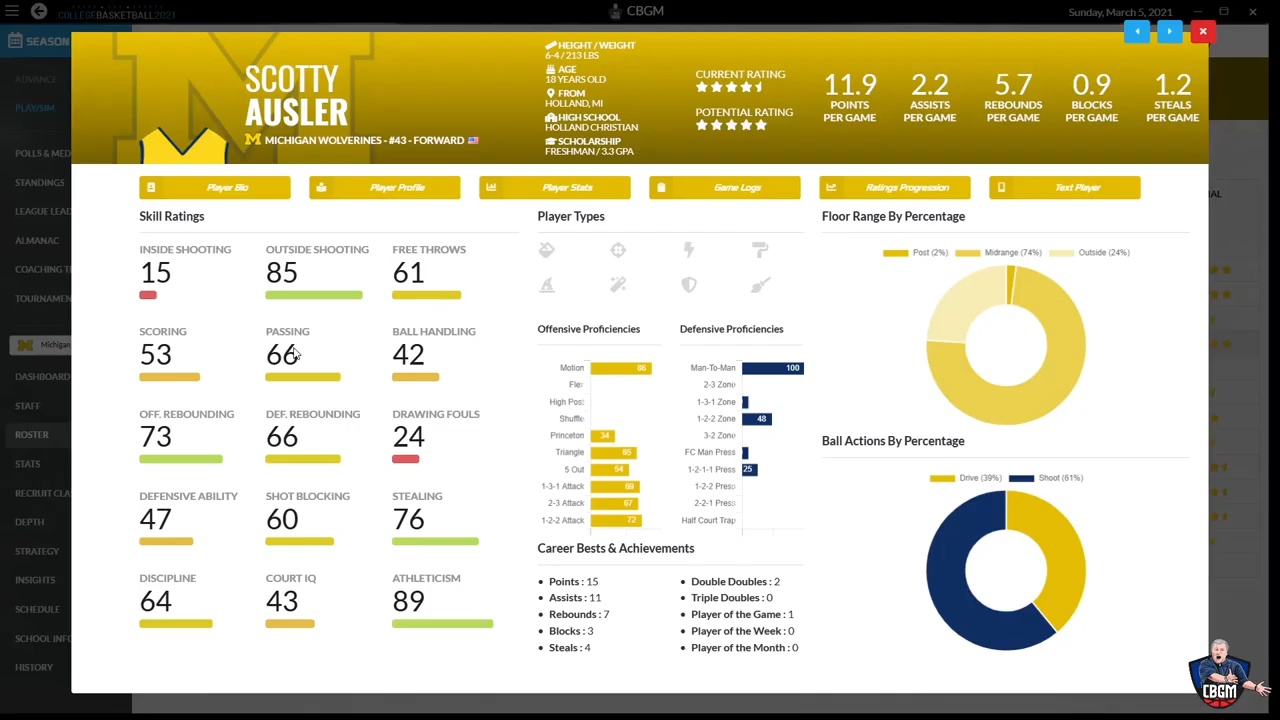 COLLEGEBASKETBALL2021
CBGM
Sunday, March 5, 2021
SEASON
ADVANCE
PLAY/SIM
POLLS & MED
STANDINGS
LEAGUE LEAD
ALMANAC
COACHING T
TOURNAMEN
Michigan
DASHBOARD
STAFF
ROSTER
STATS
RECRUIT CLA
DEPTH
STRATEGY
INSIGHTS
SCHEDULE
SCHOOL INFO
HISTORY
SCOTTY
AUSLER
MICHIGAN WOLVERINES - #43 - FORWARD
HEIGHT / WEIGHT
6-4 / 213 LBS
AGE
18 YEARS OLD
FROM
HOLLAND, MI
HIGH SCHOOL
HOLLAND CHRISTIAN
SCHOLARSHIP
FRESHMAN / 3.3 GPA
CURRENT RATING
POTENTIAL RATING
11.9
POINTS
PER GAME
2.2
ASSISTS
PER GAME
5.7
REBOUNDS
PER GAME
0.9
BLOCKS
PER GAME
1.2
STEALS
PER GAME
Player Bio
Player Profile
Player Stats
Game Logs
Ratings Progression
Text Player
Skill Ratings
INSIDE SHOOTING
15
OUTSIDE SHOOTING
85
FREE THROWS
61
SCORING
53
PASSING
66
BALL HANDLING
42
OFF. REBOUNDING
73
DEF. REBOUNDING
66
DRAWING FOULS
24
DEFENSIVE ABILITY
47
SHOT BLOCKING
60
STEALING
76
DISCIPLINE
64
COURT IQ
43
ATHLETICISM
89
Player Types
Offensive Proficiencies
Motion 86
Flex
High Post
Shuffle
Princeton 34
Triangle 65
5 Out 54
1-3-1 Attack 69
2-3 Attack 67
1-2-2 Attack 72
Defensive Proficiencies
Man-To-Man 100
2-3 Zone
1-3-1 Zone
1-2-2 Zone 48
3-2 Zone
FC Man Press
1-2-1-1 Press 25
1-2-2 Press
2-2-1 Press
Half Court Trap
Career Bests & Achievements
Points : 15
Assists : 11
Rebounds : 7
Blocks : 3
Steals : 4
Double Doubles : 2
Triple Doubles : 0
Player of the Game : 1
Player of the Week : 0
Player of the Month : 0
Floor Range By Percentage
Post (2%) Midrange (74%) Outside (24%)
Ball Actions By Percentage
Drive (39%) Shoot (61%)
CBGM